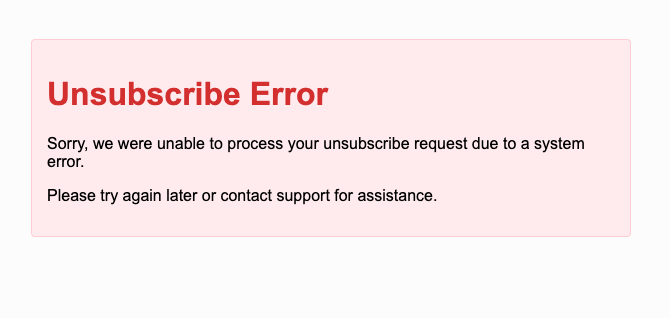 Unsubscribe Error
Sorry, we were unable to process your unsubscribe request due to a system
error.
Please try again later or contact support for assistance.